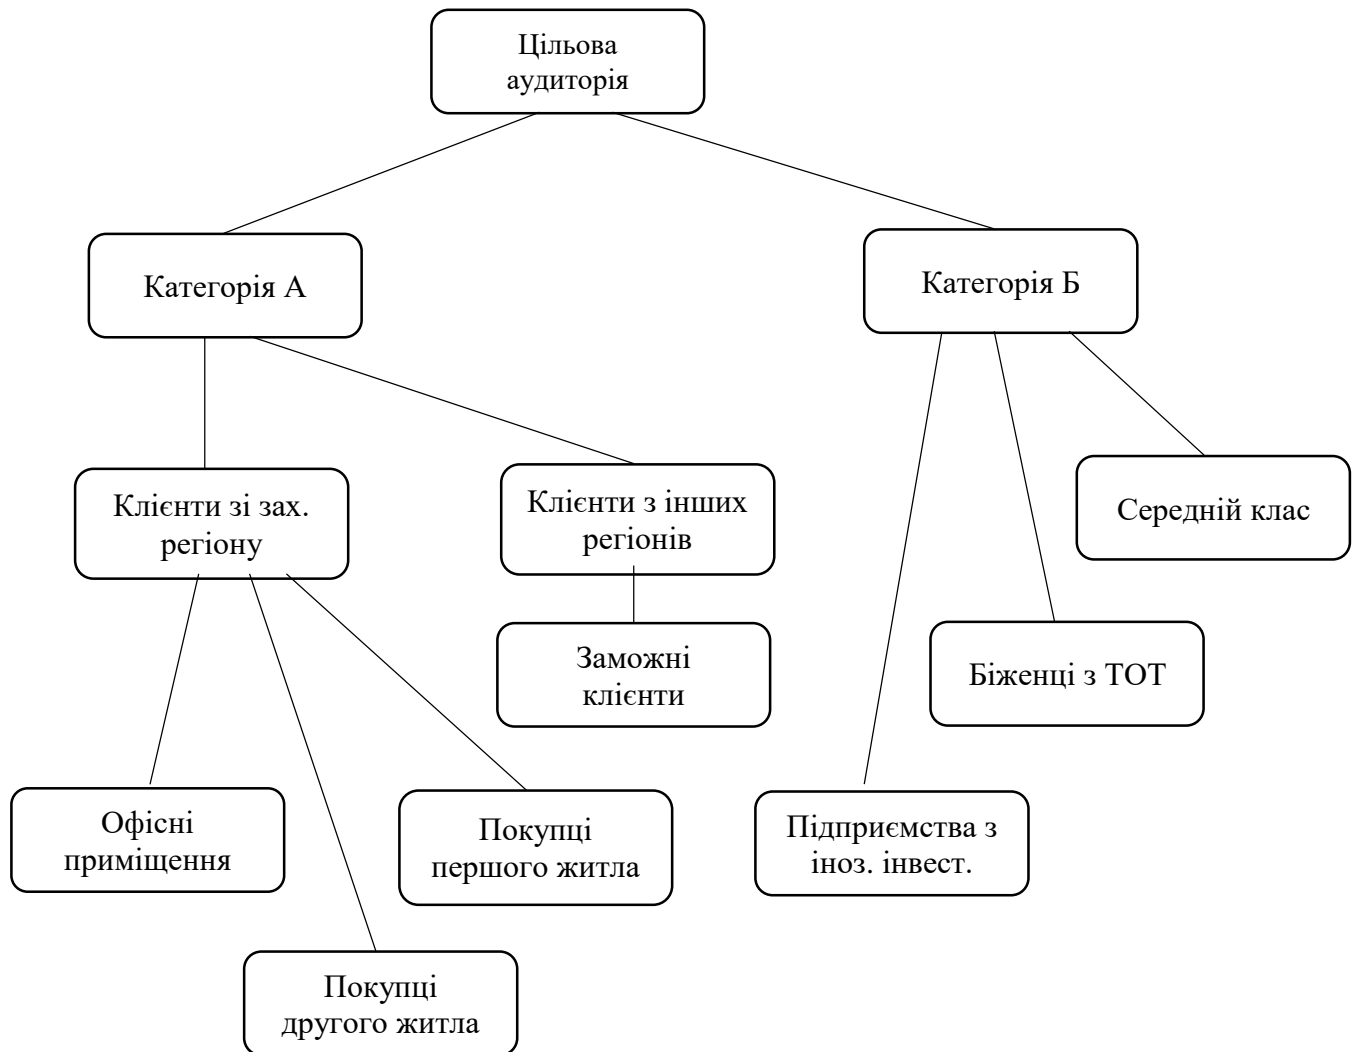 Цільова
аудиторія
Категорія А
Категорія Б
Клієнти зі зах.
регіону
Клієнти з інших
регіонів
Середній клас
Заможні
клієнти
Біженці з ТОТ
Офісні
приміщення
Покупці
першого житла
Підприємства з
іноз. інвест.
Покупці
другого житла